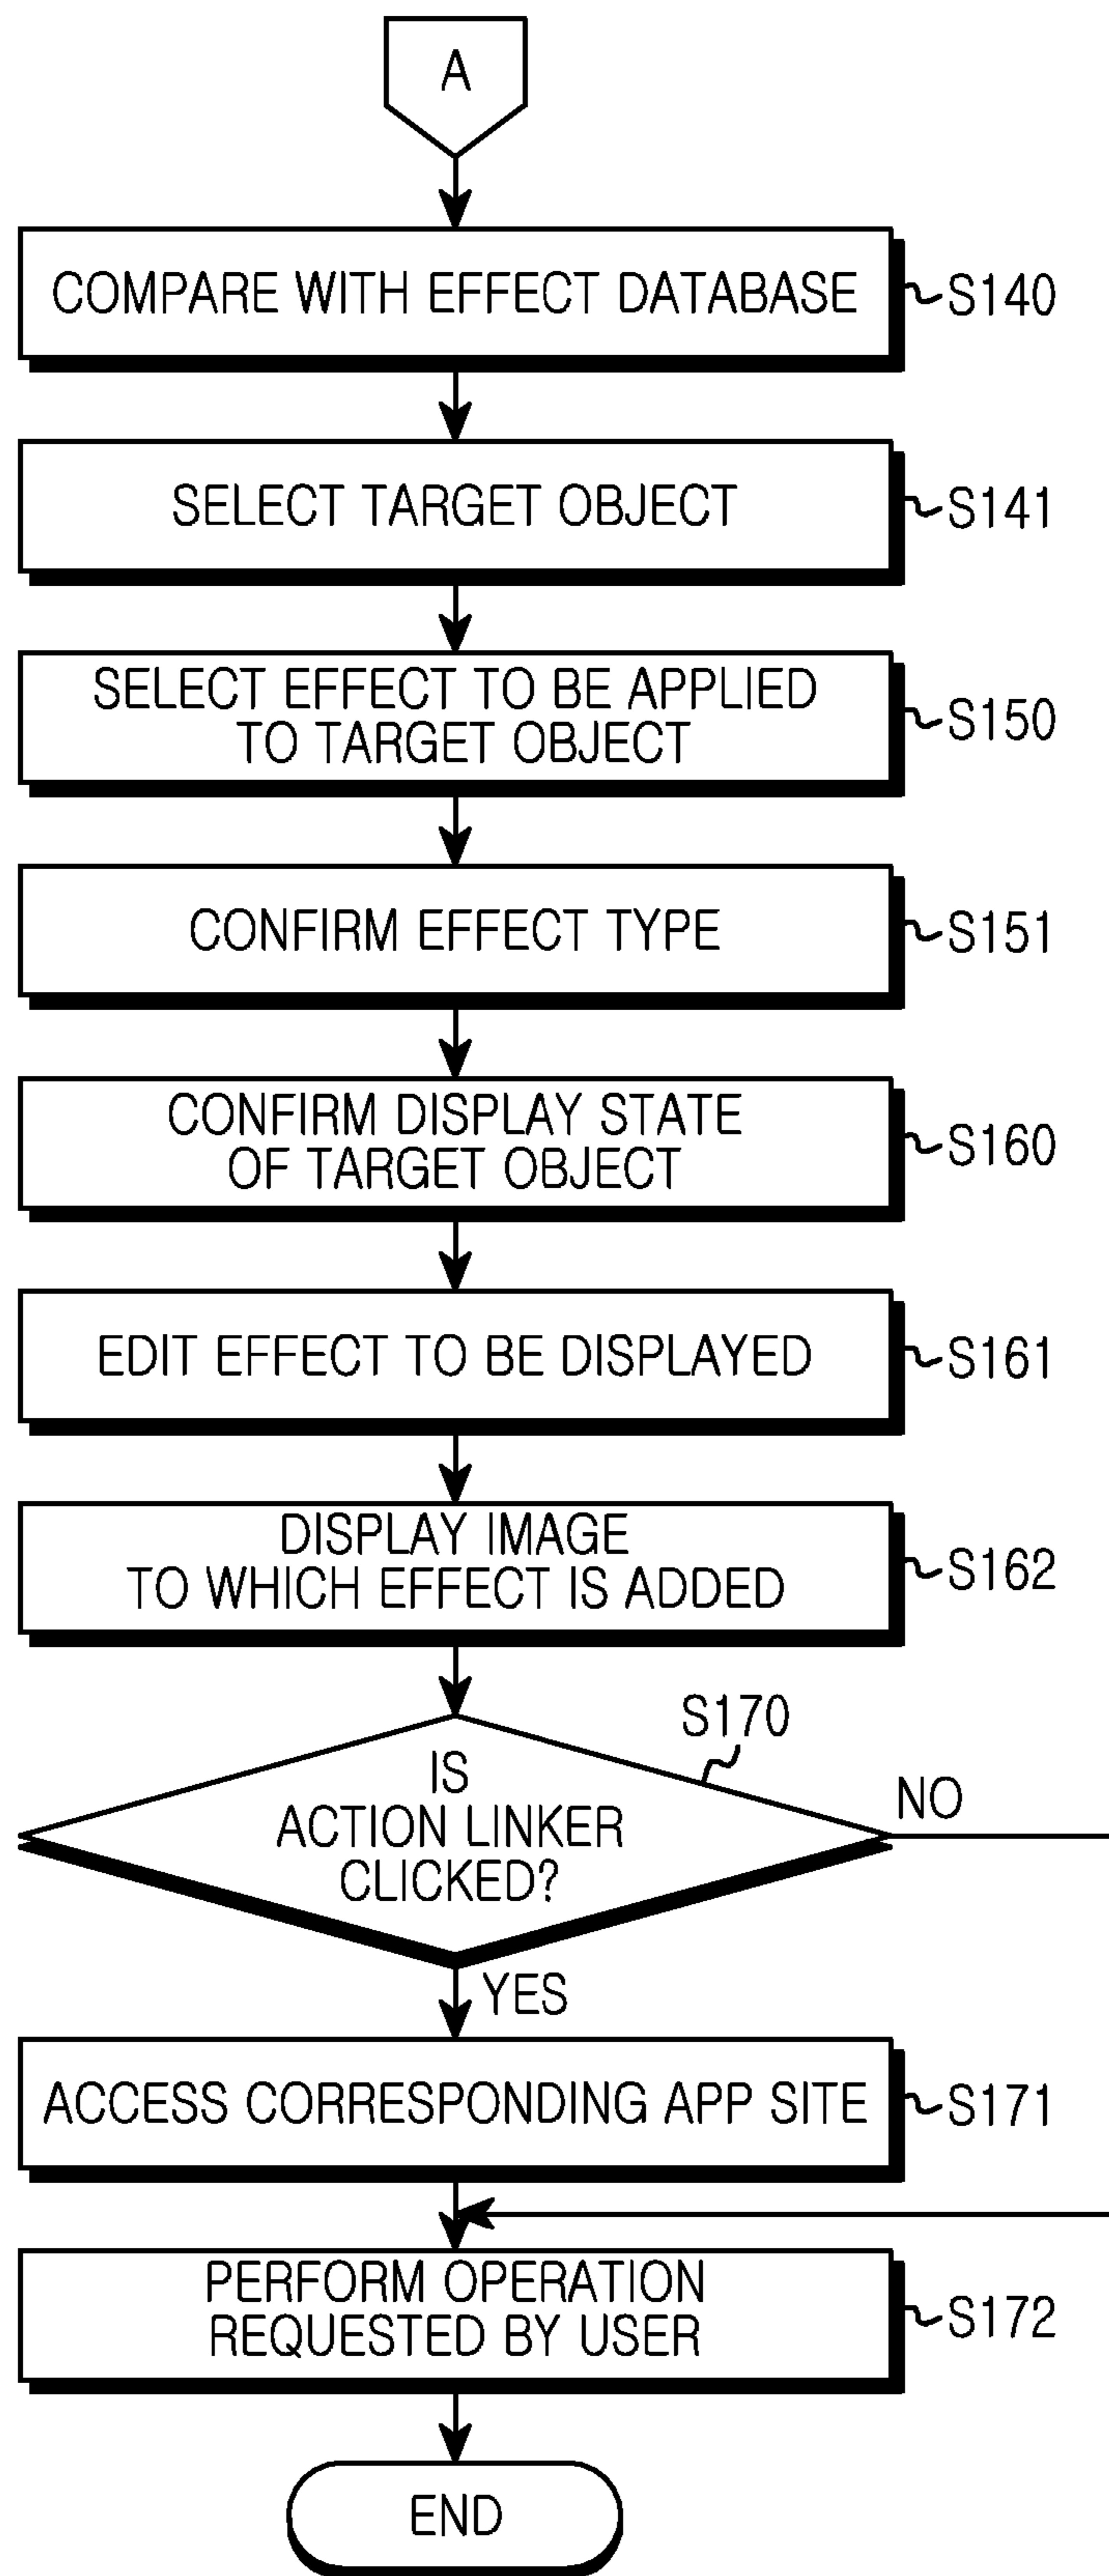 A
COMPARE WITH EFFECT DATABASE
S140
SELECT TARGET OBJECT
S141
SELECT EFFECT TO BE APPLIED
TO TARGET OBJECT
S150
CONFIRM EFFECT TYPE
S151
CONFIRM DISPLAY STATE
OF TARGET OBJECT
S160
EDIT EFFECT TO BE DISPLAYED
S161
DISPLAY IMAGE
TO WHICH EFFECT IS ADDED
S162
S170
IS
ACTION LINKER
CLICKED?
NO
YES
ACCESS CORRESPONDING APP SITE
S171
PERFORM OPERATION
REQUESTED BY USER
S172
END